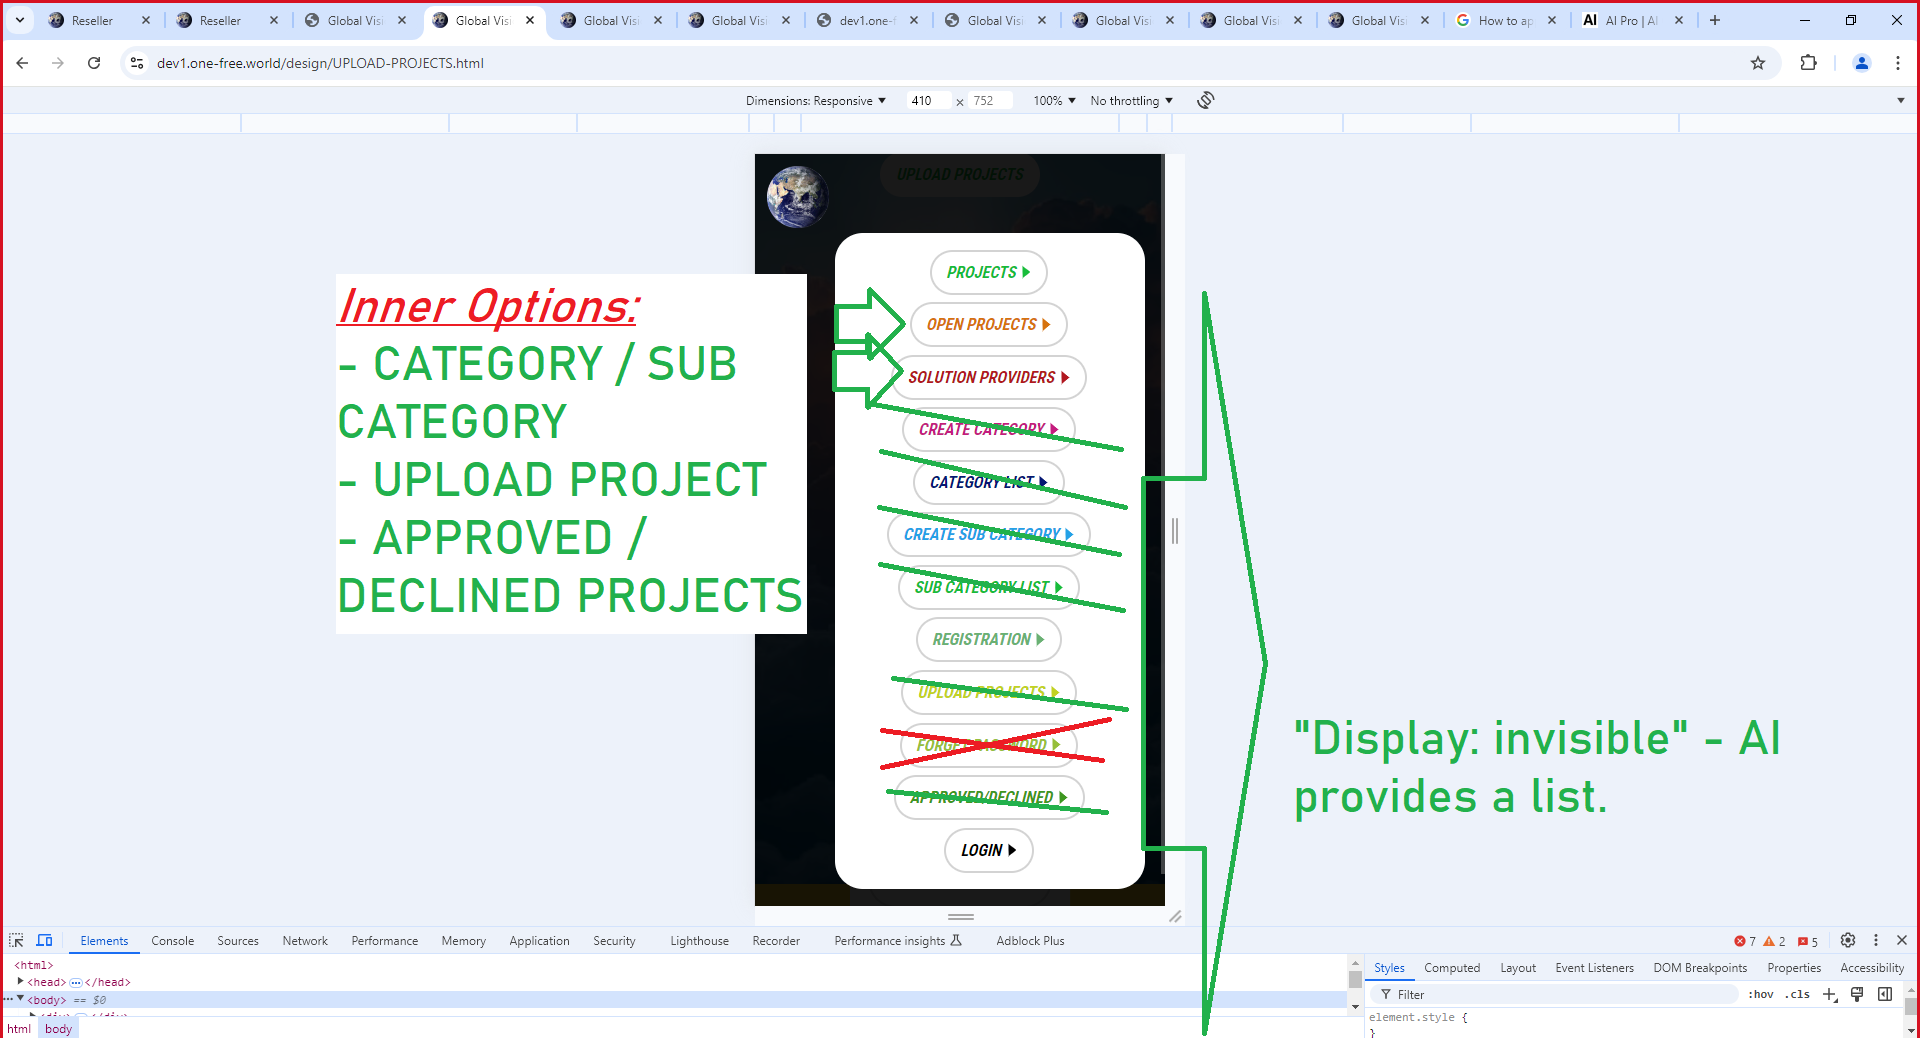 Reseller
Reseller
Global Visi
Global Visi
Global Visi
Global Visi
dev1.one-f
Global Visi
Global Visi
Global Visi
Global Visi
How to ap
AI AI Pro | AI
dev1.one-free.world/design/UPLOAD-PROJECTS.html
Dimensions: Responsive 410 × 752 100% No throttling
UPLOAD PROJECTS
PROJECTS
OPEN PROJECTS
SOLUTION PROVIDERS
CREATE CATEGORY
CATEGORY LIST
CREATE SUB CATEGORY
SUB CATEGORY LIST
REGISTRATION
UPLOAD PROJECTS
FORGET PASSWORD
APPROVED/DECLINED
LOGIN
Inner Options:
- CATEGORY / SUB
CATEGORY
- UPLOAD PROJECT
- APPROVED /
DECLINED PROJECTS
"Display: invisible" - AI
provides a list.
Elements Console Sources Network Performance Memory Application Security Lighthouse Recorder Performance insights Adblock Plus 7 2 5
<html>
<head> </head>
<body> == $0
html body
Styles Computed Layout Event Listeners DOM Breakpoints Properties Accessibility
Filter :hov .cls
element.style {
}